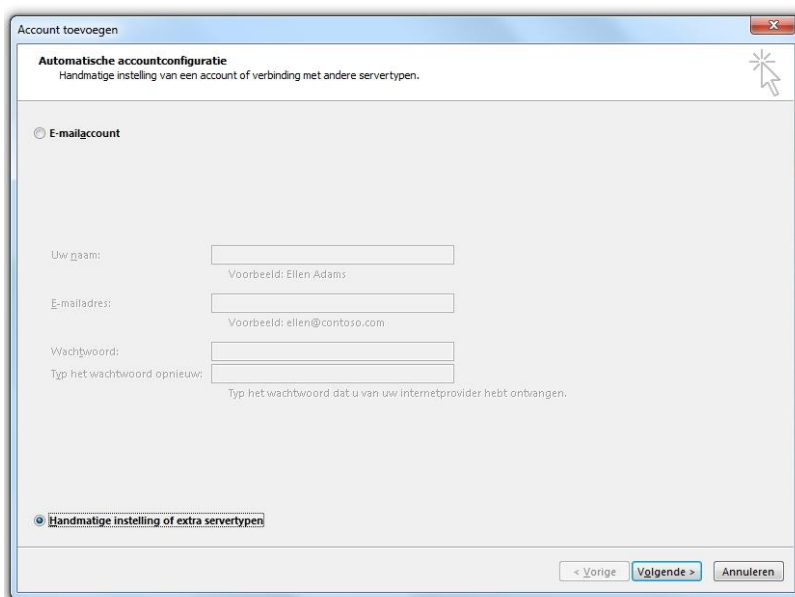 Account toevoegen
Automatische accountconfiguratie
Handmatige instelling van een account of verbinding met andere servertypen.
E-mailaccount
Uw naam:
Voorbeeld: Ellen Adams
E-mailadres:
Voorbeeld: ellen@contoso.com
Wachtwoord:
Typ het wachtwoord opnieuw:
Typ het wachtwoord dat u van uw internetprovider hebt ontvangen.
Handmatige instelling of extra servertypen
< Vorige Volgende > Annuleren